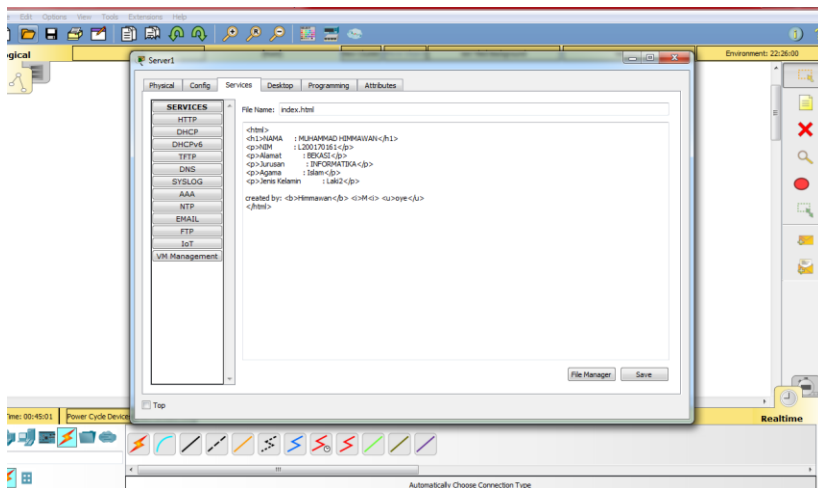 Edit Options View Tools Extensions Help
ogical
Environment: 22:26:00
Server1
Physical Config Services Desktop Programming Attributes
SERVICES
HTTP
DHCP
DHCPv6
TFTP
DNS
SYSLOG
AAA
NTP
EMAIL
FTP
IoT
VM Management
File Name: index.html
<html>
<h1>NAMA : MUHAMMAD HIMMAWAN</h1>
<p>NIM : L200170161</p>
<p>Alamat : BEKASI</p>
<p>Jurusan : INFORMATIKA</p>
<p>Agama : Islam</p>
<p>Jenis Kelamin : Laki2</p>
created by: <b>Himmawan</b> <i>M<i> <u>oye</u>
</html>
File Manager Save
Top
Time: 00:45:01 Power Cycle Device
Realtime
Automatically Choose Connection Type